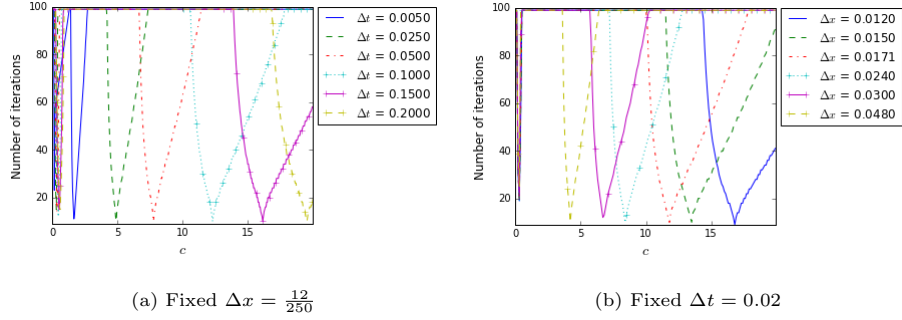 100
80
60
40
20
Number of iterations
0
5
10
15
c
Δt = 0.0050
Δt = 0.0250
Δt = 0.0500
Δt = 0.1000
Δt = 0.1500
Δt = 0.2000
(a) Fixed Δx = 12/250
100
80
60
40
20
Number of iterations
0
5
10
15
c
Δx = 0.0120
Δx = 0.0150
Δx = 0.0171
Δx = 0.0240
Δx = 0.0300
Δx = 0.0480
(b) Fixed Δt = 0.02